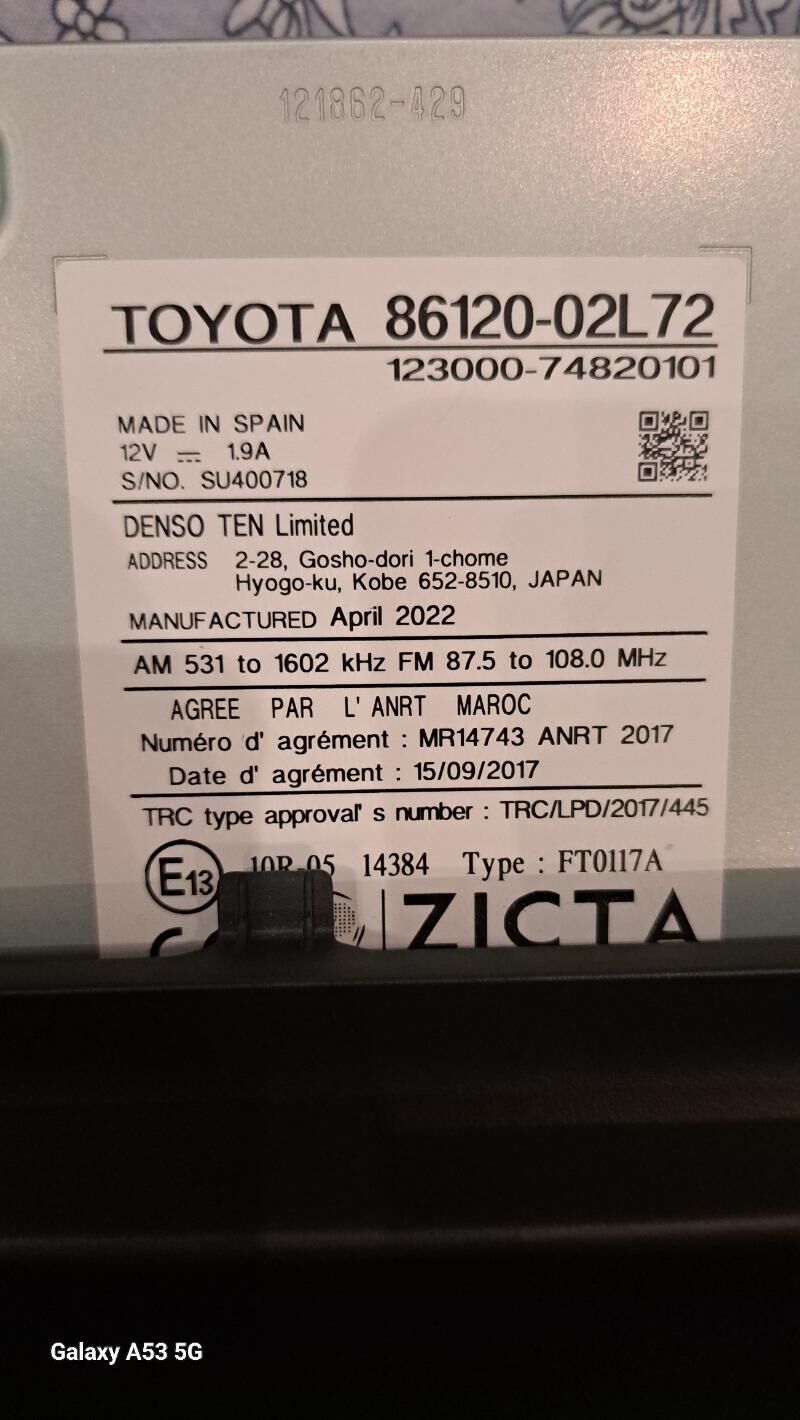 121862-429
TOYOTA 86120-02L72
123000-74820101
MADE IN SPAIN
12V ⎓ 1.9A
S/NO. SU400718
DENSO TEN Limited
ADDRESS 2-28, Gosho-dori 1-chome
Hyogo-ku, Kobe 652-8510, JAPAN
MANUFACTURED April 2022
AM 531 to 1602 kHz FM 87.5 to 108.0 MHz
AGREE PAR L' ANRT MAROC
Numéro d' agrément : MR14743 ANRT 2017
Date d' agrément : 15/09/2017
TRC type approval' s number : TRC/LPD/2017/445
E13 10R-05 14384 Type : FT0117A
ZICTA
Galaxy A53 5G